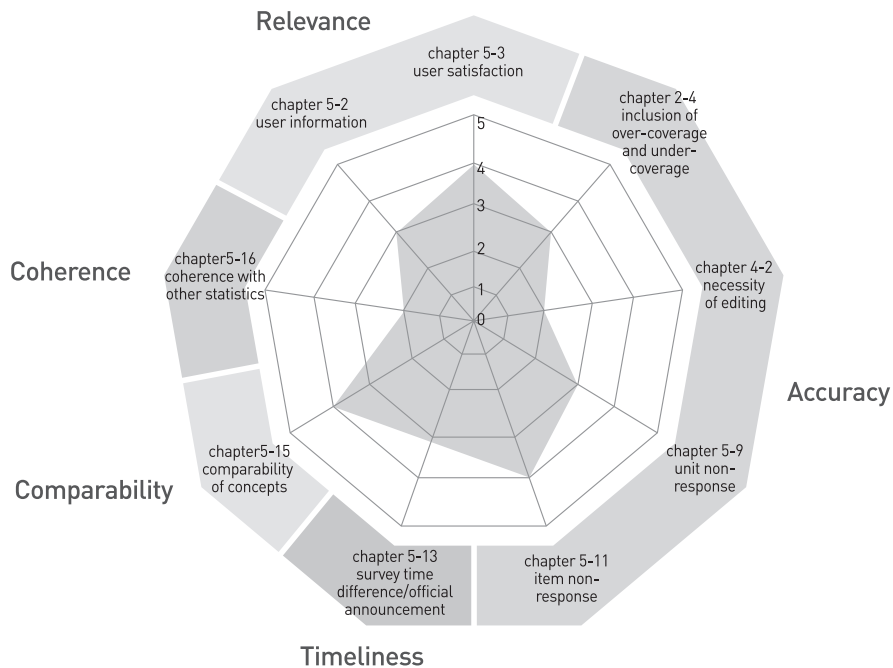 Relevance
chapter 5-3
user satisfaction
chapter 5-2
user information
chapter 2-4
inclusion of
over-coverage
and under-
coverage
5
4
3
2
1
0
Coherence
chapter5-16
coherence with
other statistics
chapter 4-2
necessity
of editing
Accuracy
chapter5-15
comparability
of concepts
Comparability
chapter 5-9
unit non-
response
chapter 5-13
survey time
difference/official
announcement
chapter 5-11
item non-
response
Timeliness